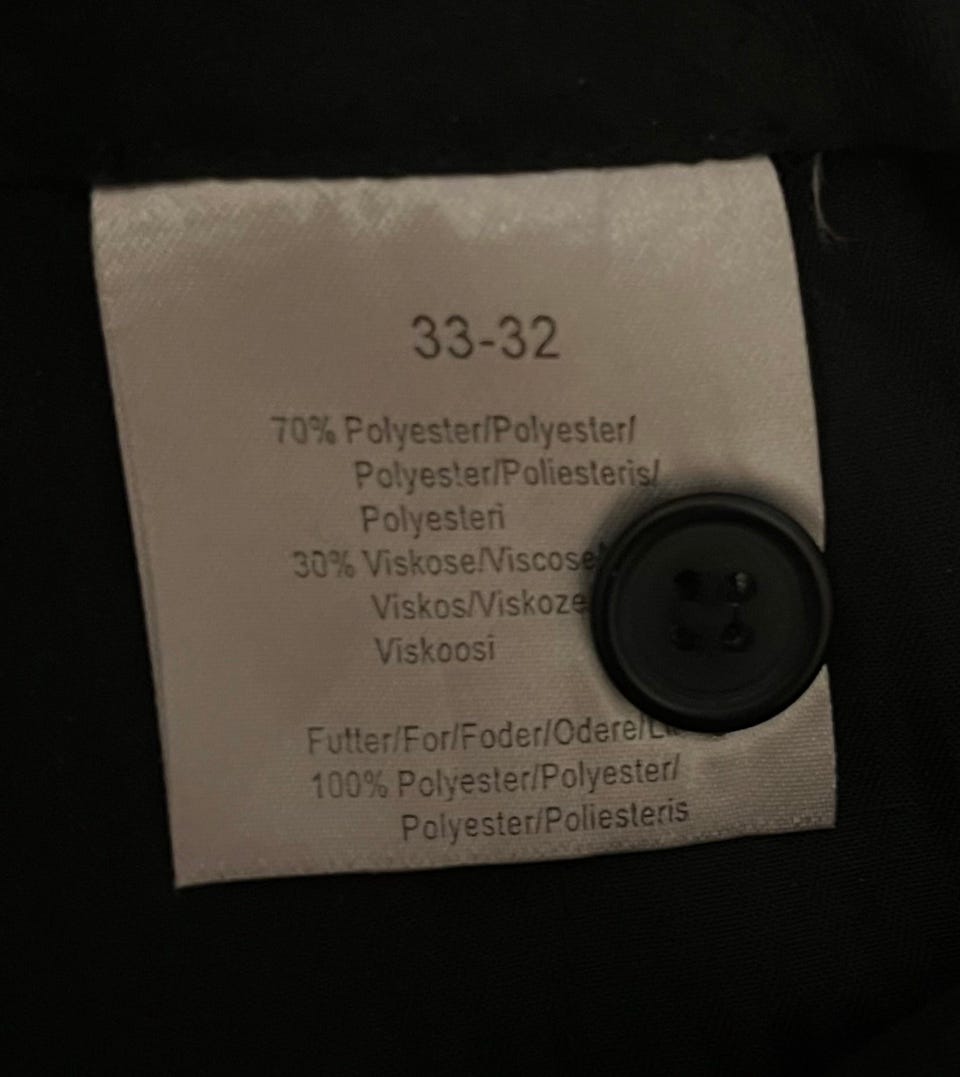 33-32
70% Polyester/Polyester/
Polyester/Poliesteris/
Polyesteri
30% Viskose/Viscose
Viskos/Viskoze
Viskoosi
Futter/For/Foder/Odere/
100% Polyester/Polyester/
Polyester/Poliesteris